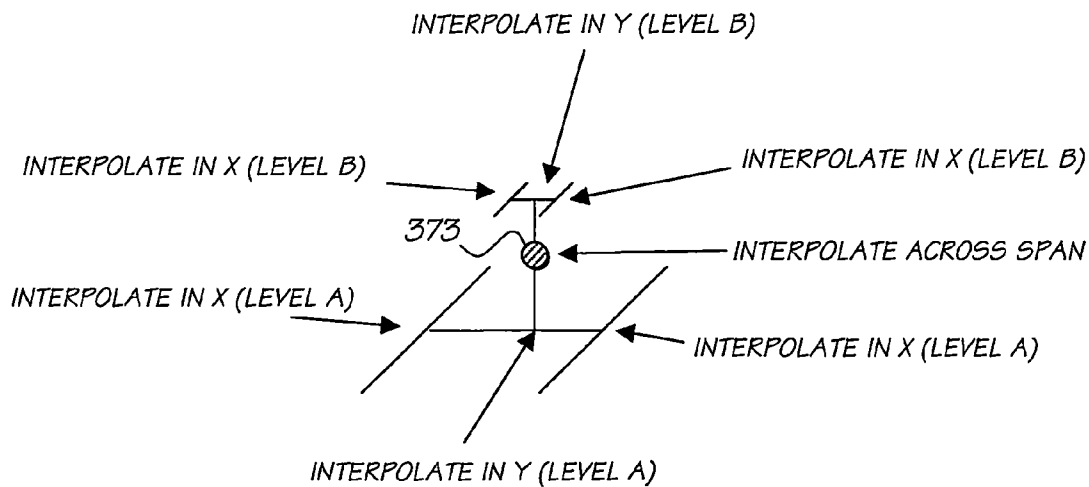 INTERPOLATE IN Y (LEVEL B)
INTERPOLATE IN X (LEVEL B)
INTERPOLATE IN X (LEVEL B)
373
INTERPOLATE ACROSS SPAN
INTERPOLATE IN X (LEVEL A)
INTERPOLATE IN X (LEVEL A)
INTERPOLATE IN Y (LEVEL A)